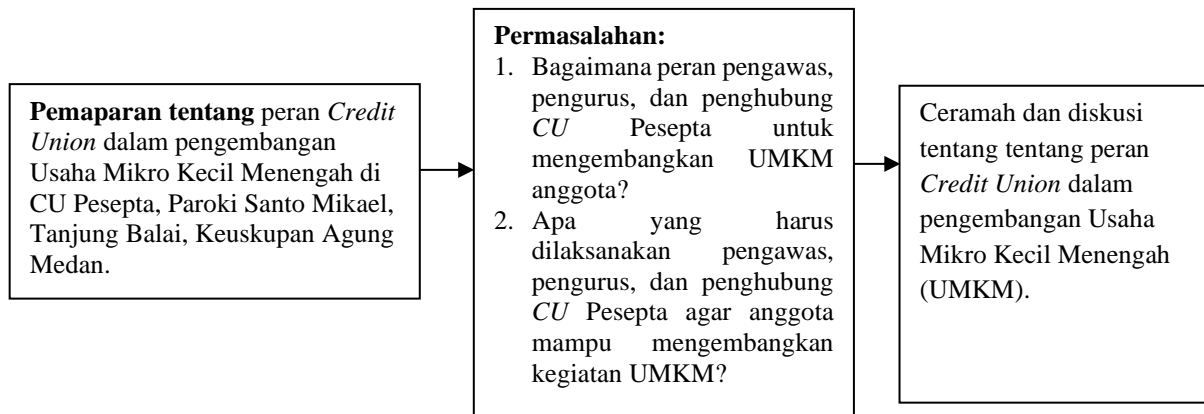 Pemaparan tentang peran Credit
Union dalam pengembangan
Usaha Mikro Kecil Menengah di
CU Pesepta, Paroki Santo Mikael,
Tanjung Balai, Keuskupan Agung
Medan.
Permasalahan:
1. Bagaimana peran pengawas,
pengurus, dan penghubung
CU Pesepta untuk
mengembangkan UMKM
anggota?
2. Apa yang harus
dilaksanakan pengawas,
pengurus, dan penghubung
CU Pesepta agar anggota
mampu mengembangkan
kegiatan UMKM?
Ceramah dan diskusi
tentang tentang peran
Credit Union dalam
pengembangan Usaha
Mikro Kecil Menengah
(UMKM).